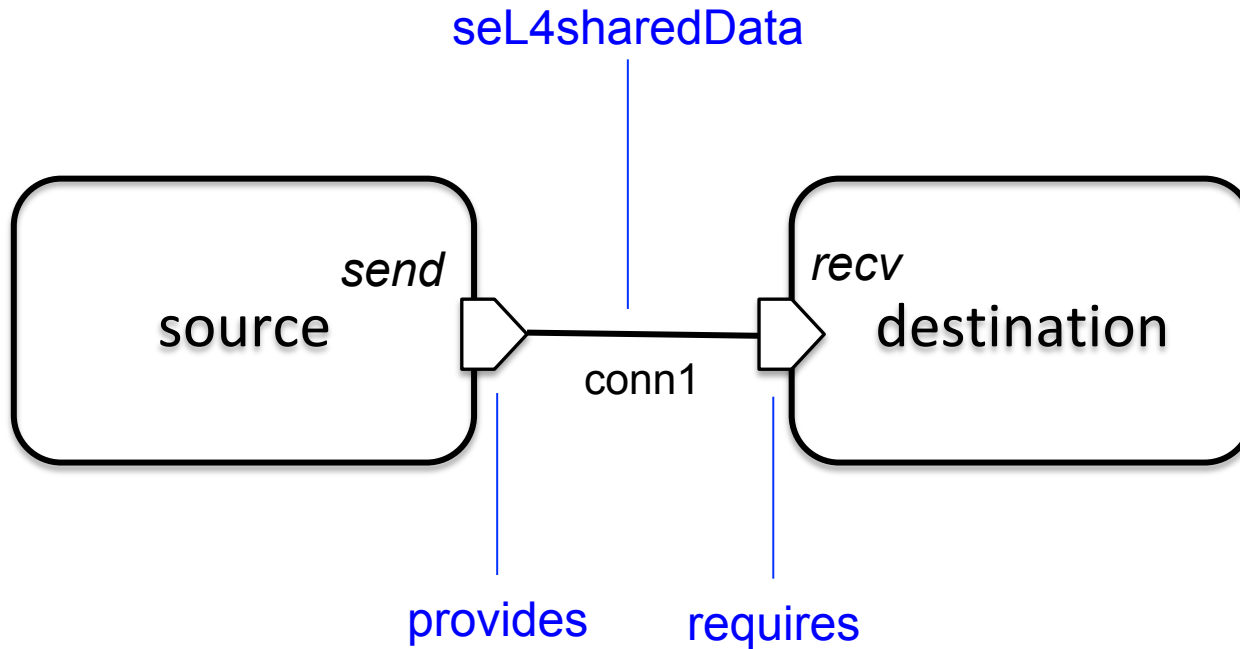 seL4sharedData
send
recv
source
destination
conn1
provides
requires